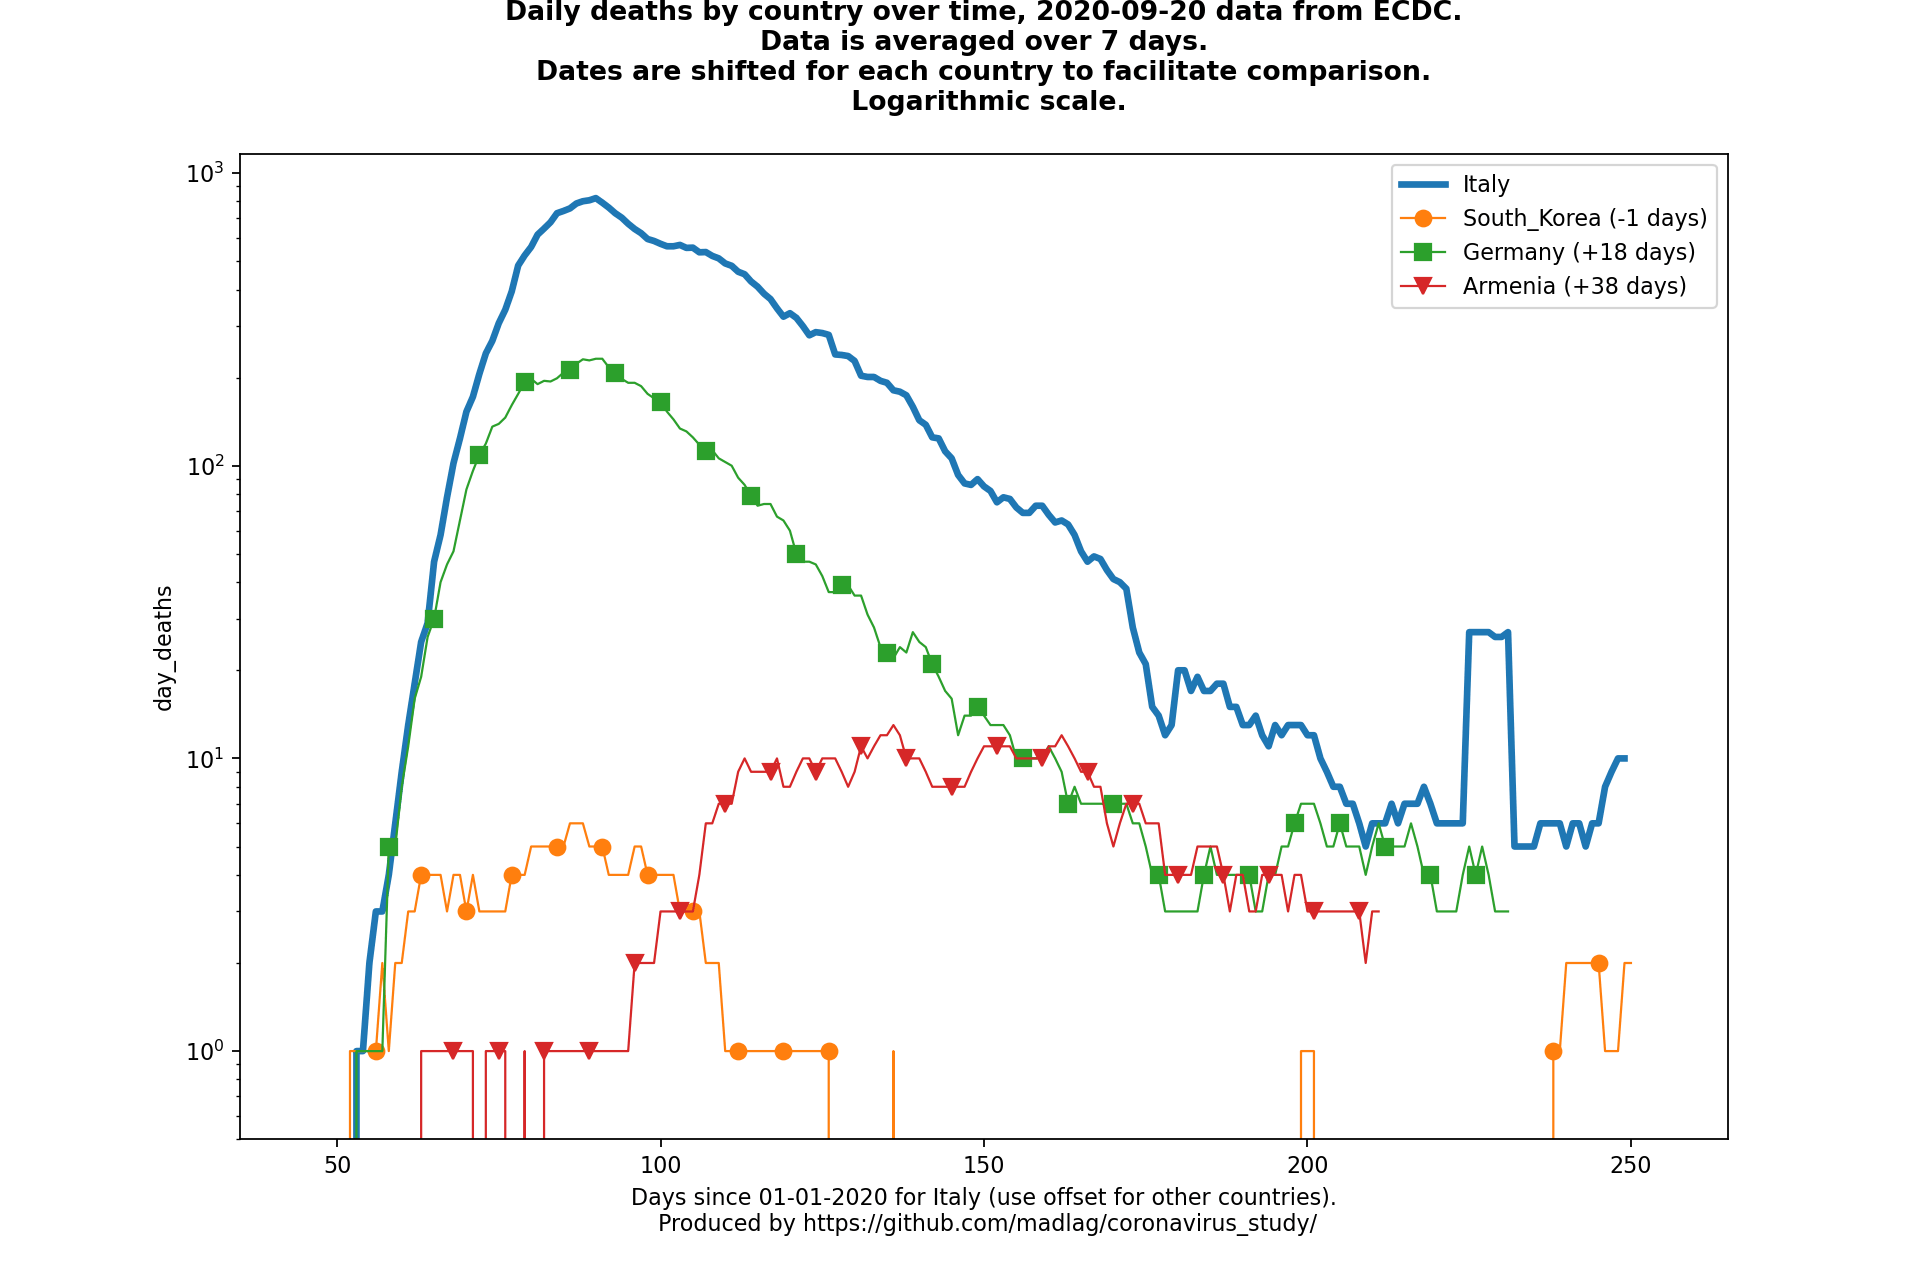 Daily deaths by country over time, 2020-09-20 data from ECDC.
Data is averaged over 7 days.
Dates are shifted for each country to facilitate comparison.
Logarithmic scale.
10³
10²
10¹
10⁰
day_deaths
Italy
South_Korea (-1 days)
Germany (+18 days)
Armenia (+38 days)
50 100 150 200 250
Days since 01-01-2020 for Italy (use offset for other countries).
Produced by https://github.com/madlag/coronavirus_study/